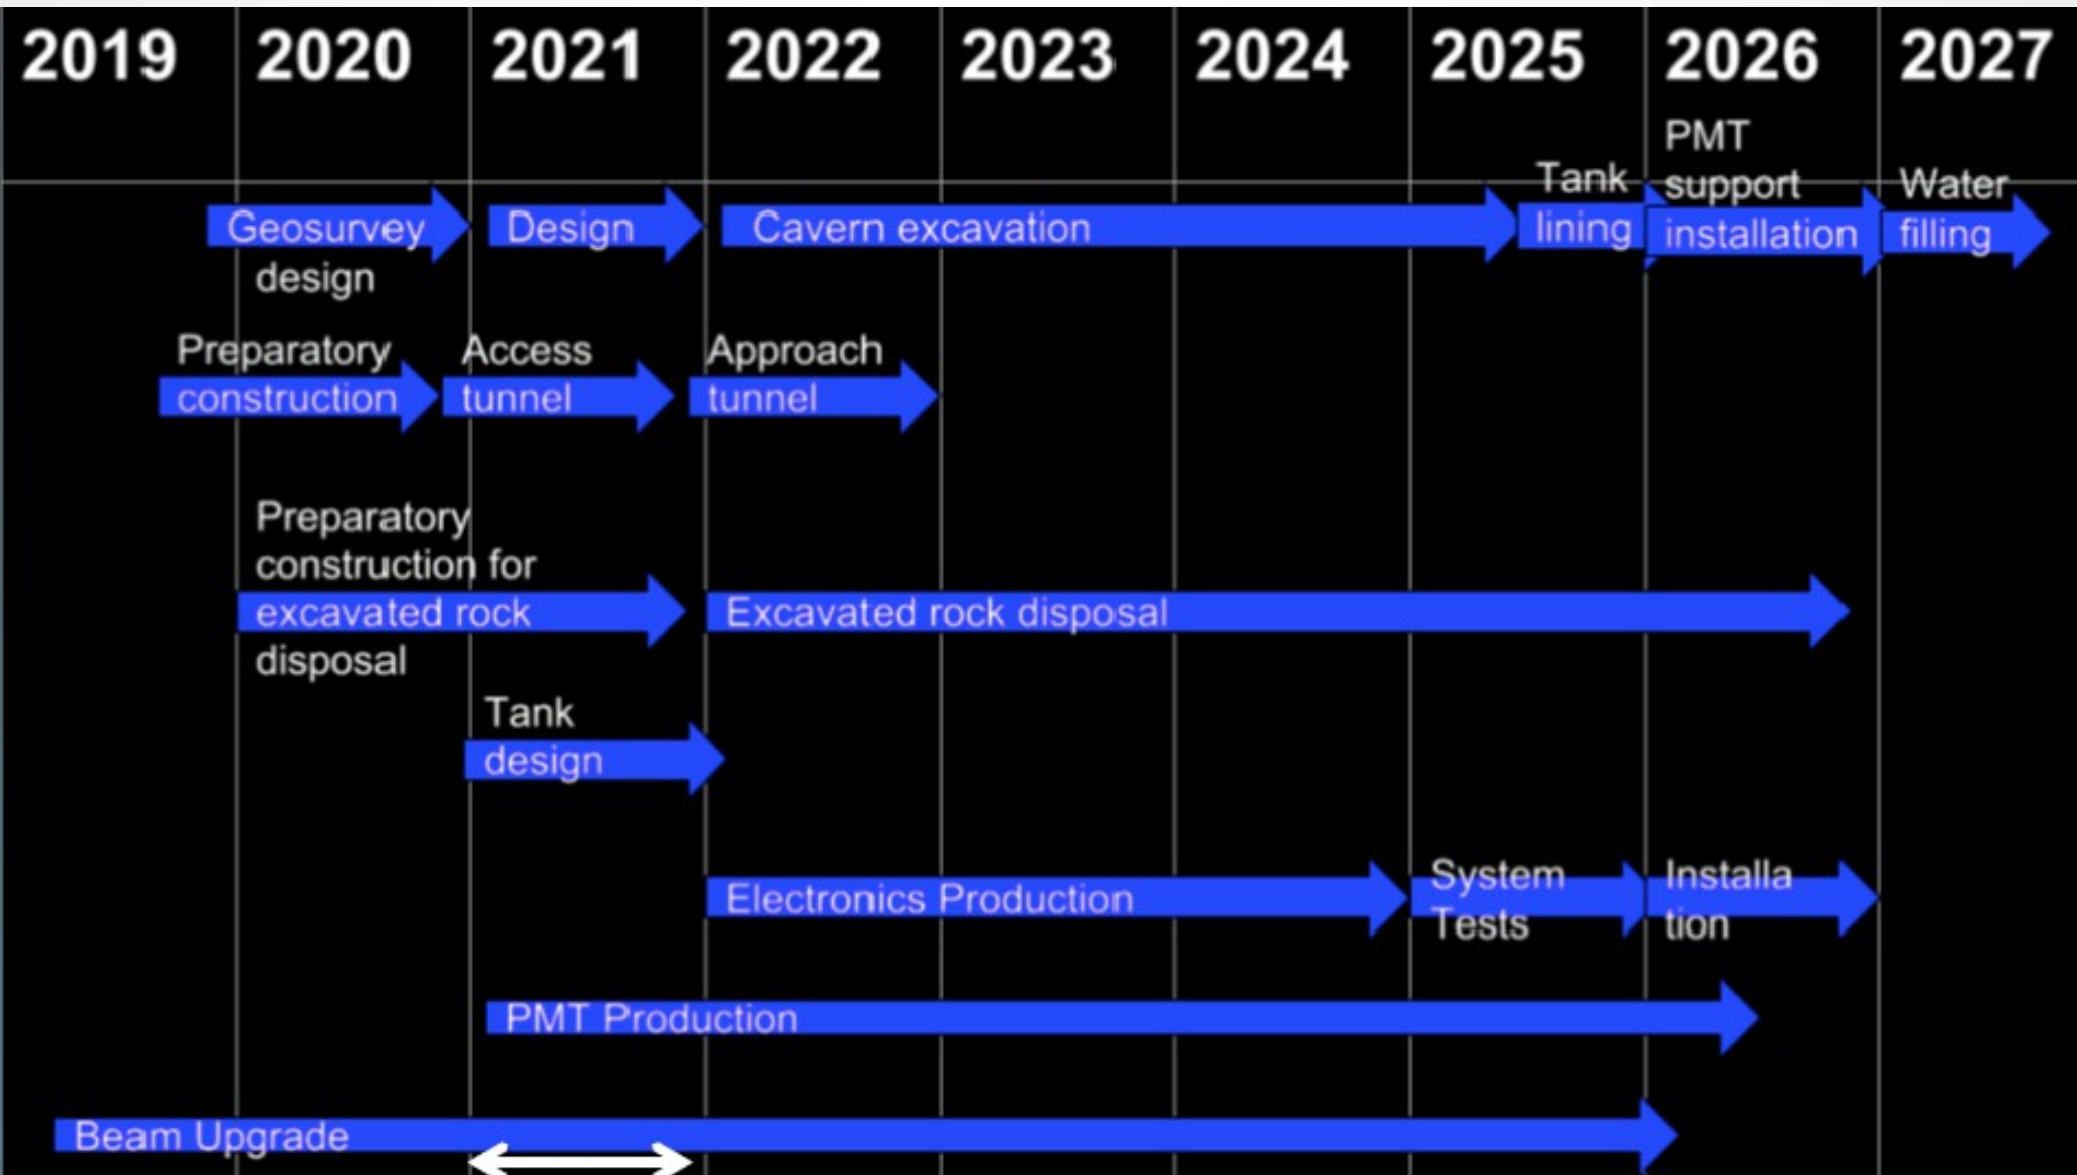 2019 2020 2021 2022 2023 2024 2025 2026 2027
Geosurvey
design
Design
Cavern excavation
Tank
lining
PMT
support
installation
Water
filling
Preparatory
construction
Access
tunnel
Approach
tunnel
Preparatory
construction for
excavated rock
disposal
Excavated rock disposal
Tank
design
Electronics Production
System
Tests
Installa
tion
PMT Production
Beam Upgrade